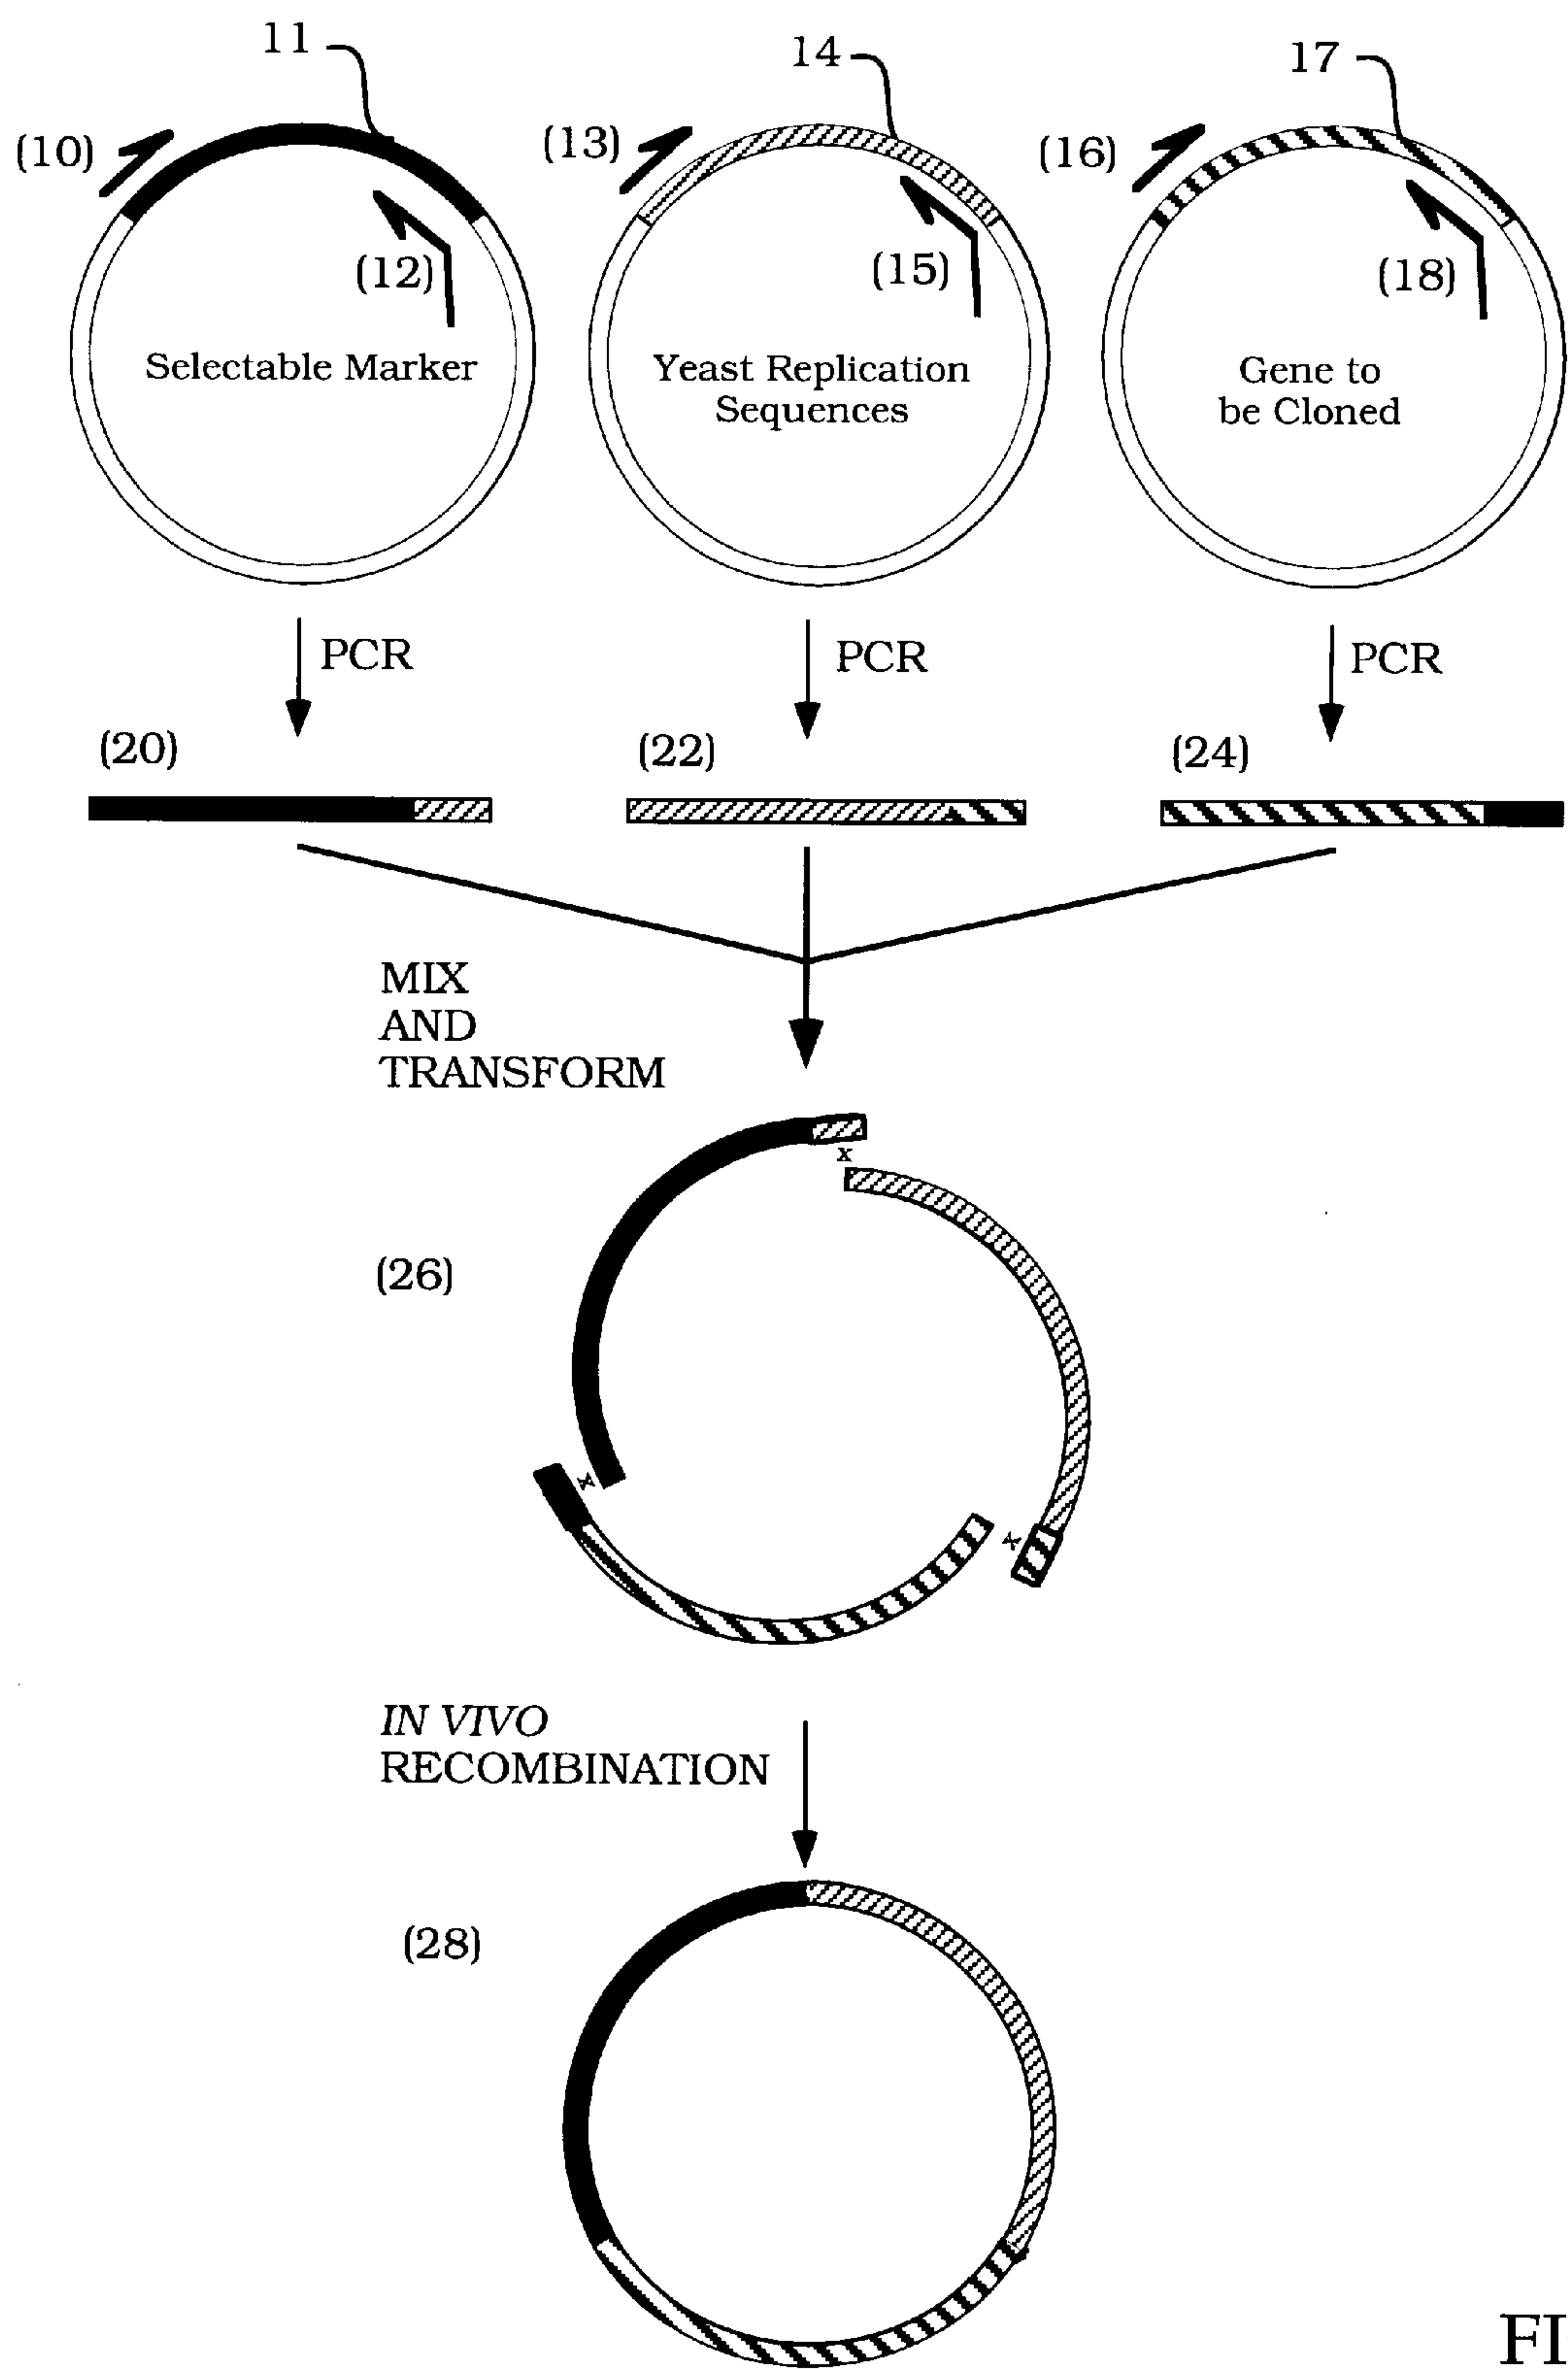 11
14
17
(10)
(13)
(16)
(12)
(15)
(18)
Selectable Marker
Yeast Replication
Sequences
Gene to
be Cloned
PCR
PCR
PCR
(20)
(22)
(24)
MIX
AND
TRANSFORM
x
(26)
x
x
IN VIVO
RECOMBINATION
(28)
FI